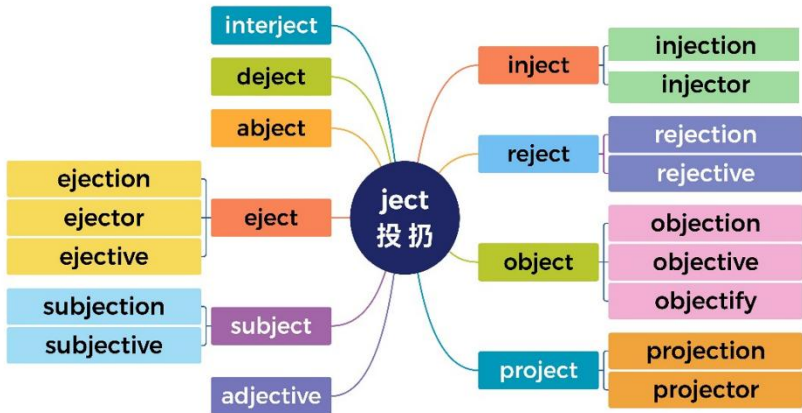 interject
deject
abject
ejection
ejector
ejective
eject
subjection
subjective
subject
adjective
ject
投 扔
inject
injection
injector
reject
rejection
rejective
object
objection
objective
objectify
project
projection
projector